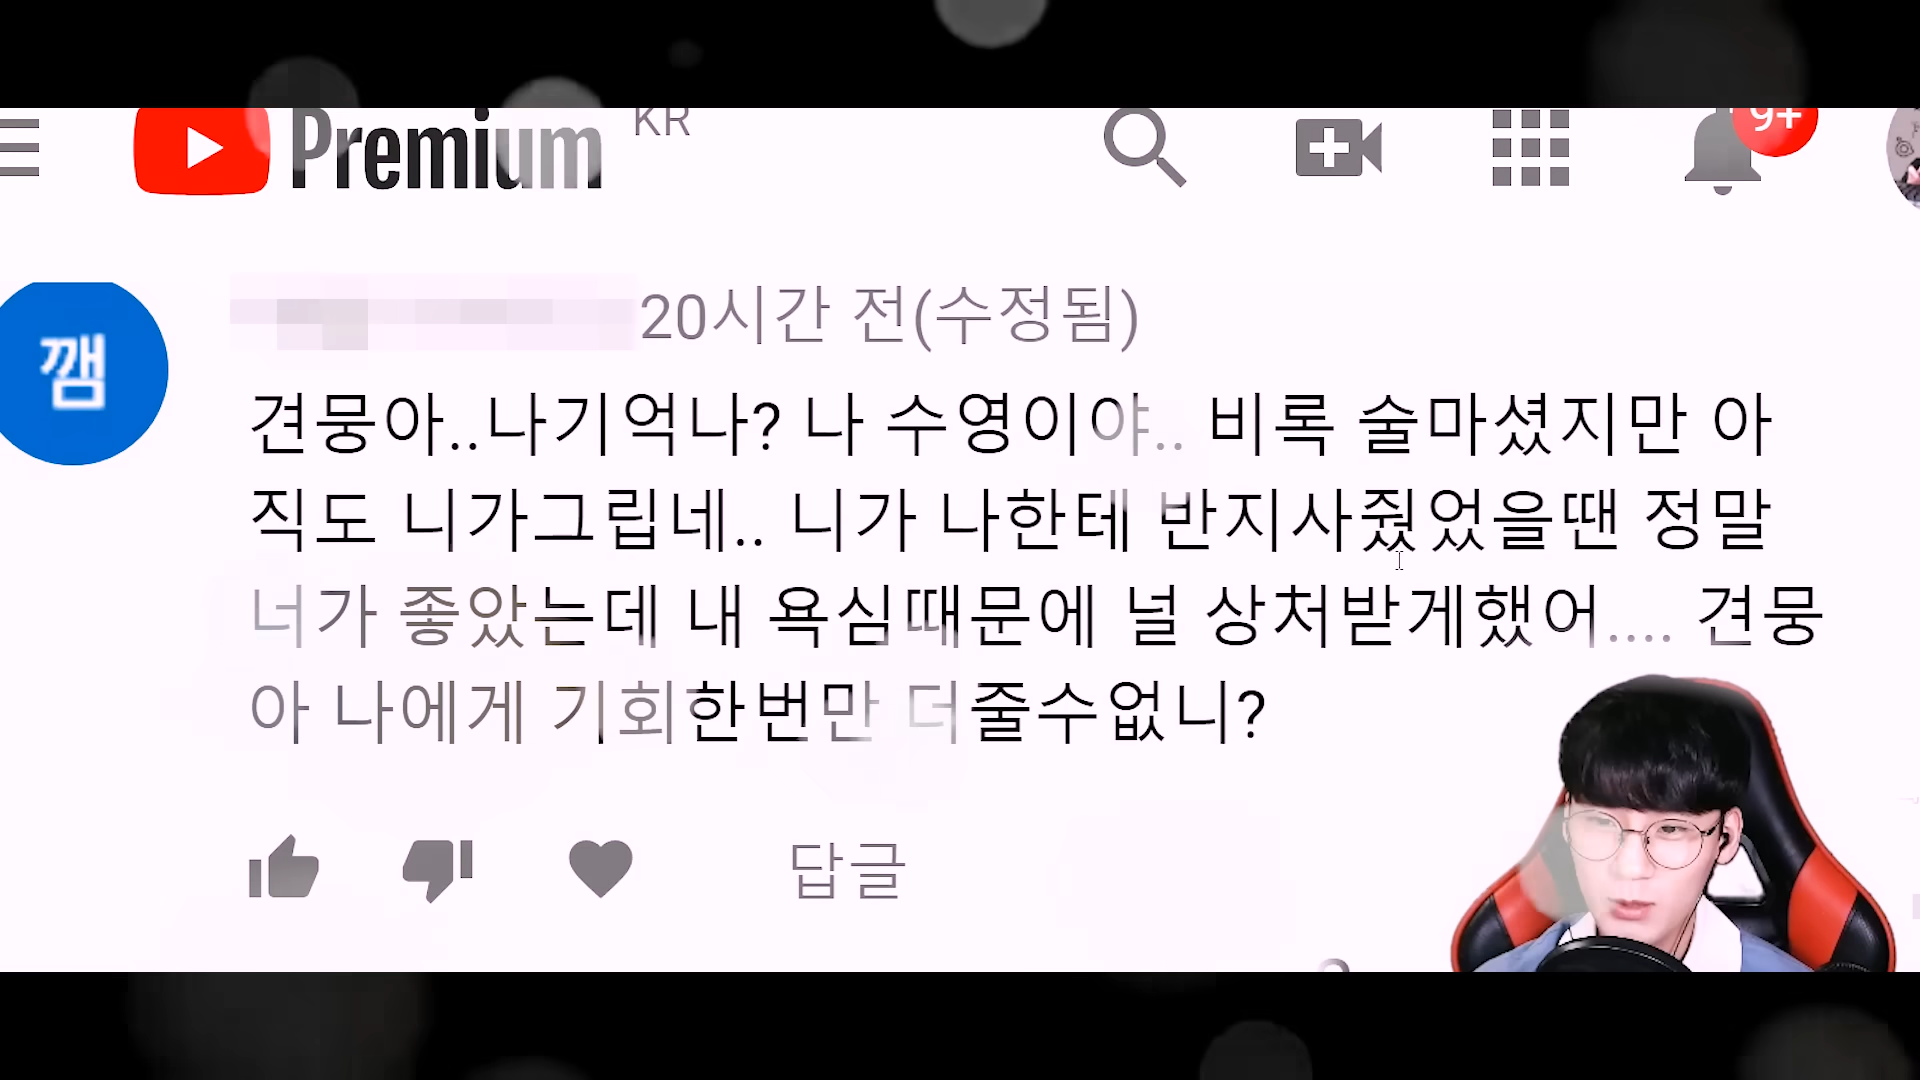 Premium KR
9+
깸
20시간 전(수정됨)
견뭉아..나기억나? 나 수영이야.. 비록 술마셨지만 아
직도 니가그립네.. 니가 나한테 반지사줬었을땐 정말
너가 좋았는데 내 욕심때문에 널 상처받게했어.... 견뭉
아 나에게 기회한번만 더줄수없니?
답글